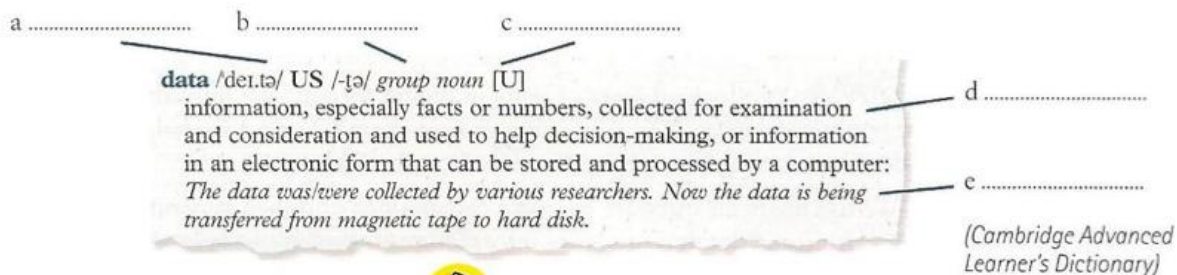 a ............................... b ............................... c ...............................
data /ˈdeɪ.tə/ US /-t̬ə/ group noun [U]
information, especially facts or numbers, collected for examination
and consideration and used to help decision-making, or information
in an electronic form that can be stored and processed by a computer:
The data was/were collected by various researchers. Now the data is being
transferred from magnetic tape to hard disk.
d ...............................
e ...............................
(Cambridge Advanced
Learner's Dictionary)